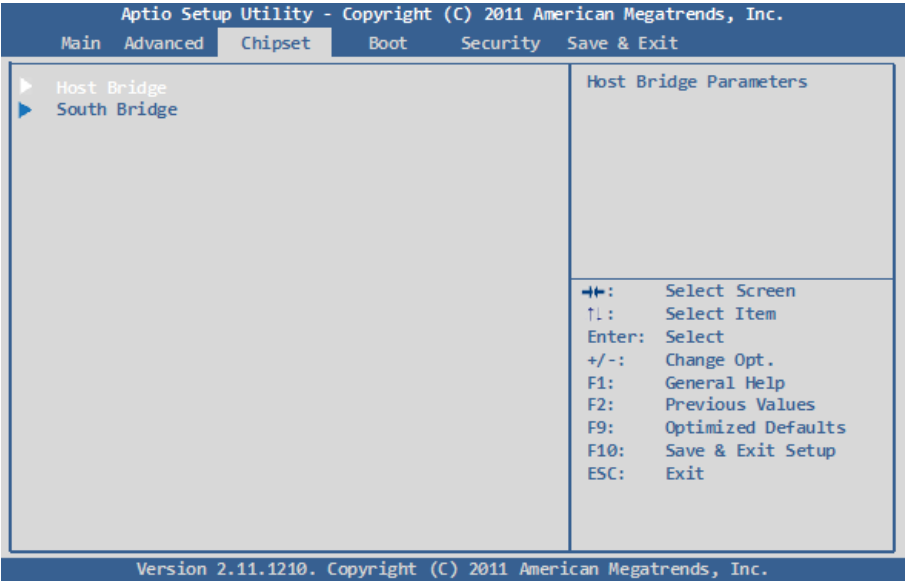 Aptio Setup Utility - Copyright (C) 2011 American Megatrends, Inc.
Main Advanced Chipset Boot Security Save & Exit
Host Bridge
South Bridge
Host Bridge Parameters
→←: Select Screen
↑↓: Select Item
Enter: Select
+/-: Change Opt.
F1: General Help
F2: Previous Values
F9: Optimized Defaults
F10: Save & Exit Setup
ESC: Exit
Version 2.11.1210. Copyright (C) 2011 American Megatrends, Inc.